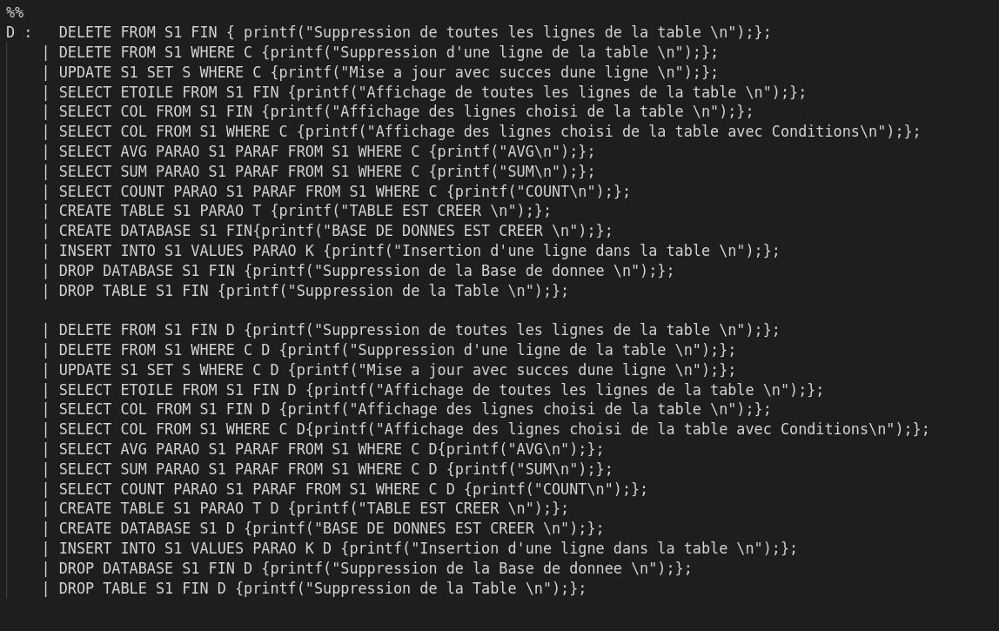 %%
D :   DELETE FROM S1 FIN { printf("Suppression de toutes les lignes de la table \n");};
    | DELETE FROM S1 WHERE C {printf("Suppression d'une ligne de la table \n");};
    | UPDATE S1 SET S WHERE C {printf("Mise a jour avec succes dune ligne \n");};
    | SELECT ETOILE FROM S1 FIN {printf("Affichage de toutes les lignes de la table \n");};
    | SELECT COL FROM S1 FIN {printf("Affichage des lignes choisi de la table \n");};
    | SELECT COL FROM S1 WHERE C {printf("Affichage des lignes choisi de la table avec Conditions\n");};
    | SELECT AVG PARAO S1 PARAF FROM S1 WHERE C {printf("AVG\n");};
    | SELECT SUM PARAO S1 PARAF FROM S1 WHERE C {printf("SUM\n");};
    | SELECT COUNT PARAO S1 PARAF FROM S1 WHERE C {printf("COUNT\n");};
    | CREATE TABLE S1 PARAO T {printf("TABLE EST CREER \n");};
    | CREATE DATABASE S1 FIN{printf("BASE DE DONNES EST CREER \n");};
    | INSERT INTO S1 VALUES PARAO K {printf("Insertion d'une ligne dans la table \n");};
    | DROP DATABASE S1 FIN {printf("Suppression de la Base de donnee \n");};
    | DROP TABLE S1 FIN {printf("Suppression de la Table \n");};
    | DELETE FROM S1 FIN D {printf("Suppression de toutes les lignes de la table \n");};
    | DELETE FROM S1 WHERE C D {printf("Suppression d'une ligne de la table \n");};
    | UPDATE S1 SET S WHERE C D {printf("Mise a jour avec succes dune ligne \n");};
    | SELECT ETOILE FROM S1 FIN D {printf("Affichage de toutes les lignes de la table \n");};
    | SELECT COL FROM S1 FIN D {printf("Affichage des lignes choisi de la table \n");};
    | SELECT COL FROM S1 WHERE C D{printf("Affichage des lignes choisi de la table avec Conditions\n");};
    | SELECT AVG PARAO S1 PARAF FROM S1 WHERE C D{printf("AVG\n");};
    | SELECT SUM PARAO S1 PARAF FROM S1 WHERE C D {printf("SUM\n");};
    | SELECT COUNT PARAO S1 PARAF FROM S1 WHERE C D {printf("COUNT\n");};
    | CREATE TABLE S1 PARAO T D {printf("TABLE EST CREER \n");};
    | CREATE DATABASE S1 D {printf("BASE DE DONNES EST CREER \n");};
    | INSERT INTO S1 VALUES PARAO K D {printf("Insertion d'une ligne dans la table \n");};
    | DROP DATABASE S1 FIN D {printf("Suppression de la Base de donnee \n");};
    | DROP TABLE S1 FIN D {printf("Suppression de la Table \n");};